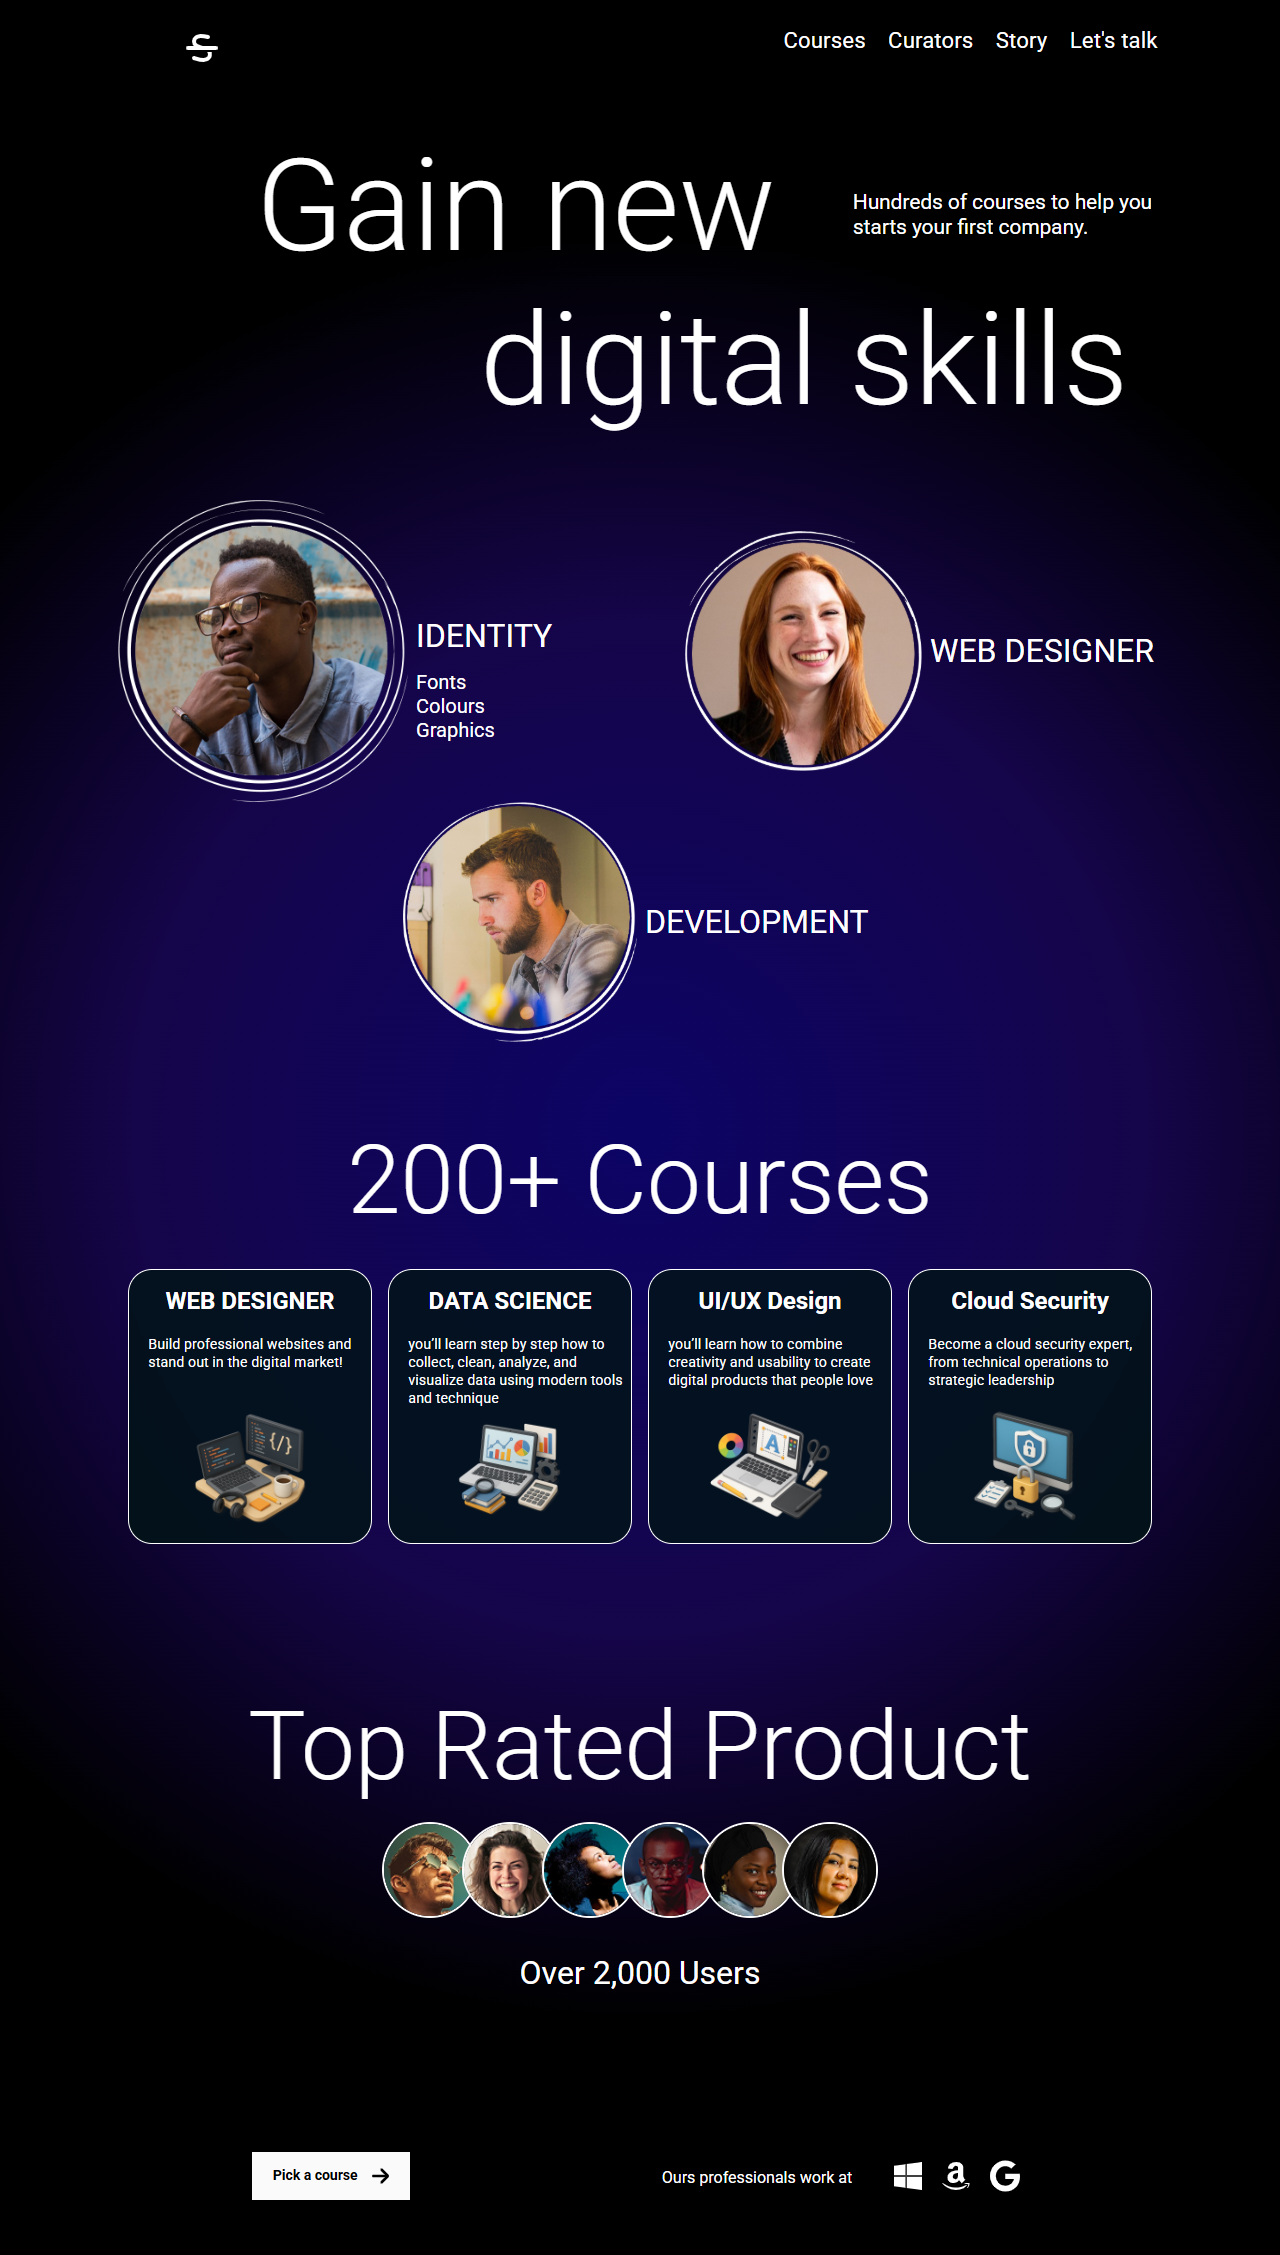 Courses Curators Story Let's talk
Gain new
Hundreds of courses to help you
starts your first company.
digital skills
IDENTITY
Fonts
Colours
Graphics
WEB DESIGNER
DEVELOPMENT
200+ Courses
WEB DESIGNER
Build professional websites and
stand out in the digital market!
DATA SCIENCE
you'll learn step by step how to
collect, clean, analyze, and
visualize data using modern tools
and technique
UI/UX Design
you'll learn how to combine
creativity and usability to create
digital products that people love
Cloud Security
Become a cloud security expert,
from technical operations to
strategic leadership
Top Rated Product
Over 2,000 Users
Pick a course
Ours professionals work at